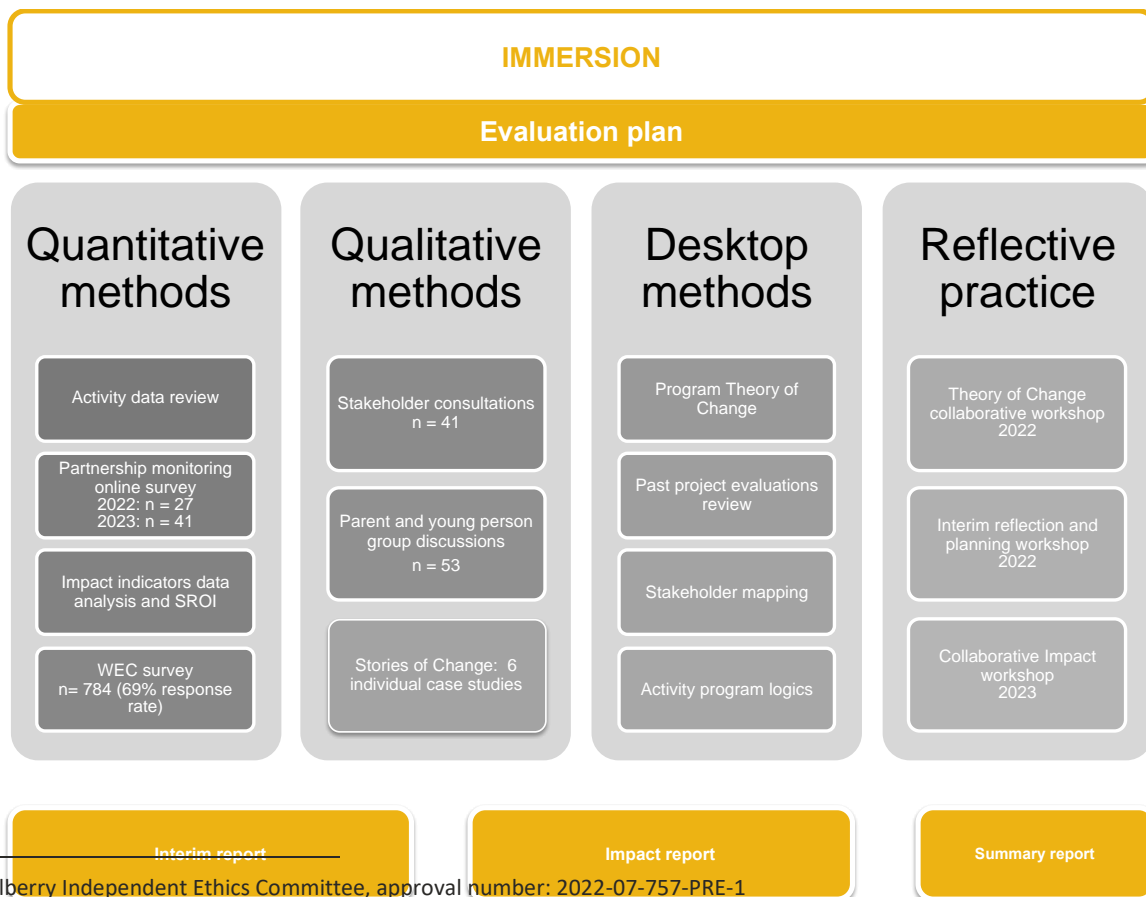 IMMERSION
Evaluation plan
Quantitative
methods
Activity data review
Partnership monitoring
online survey
2022: n = 27
2023: n = 41
Impact indicators data
analysis and SROI
WEC survey
n= 784 (69% response
rate)
Qualitative
methods
Stakeholder consultations
n = 41
Parent and young person
group discussions
n = 53
Stories of Change: 6
individual case studies
Desktop
methods
Program Theory of
Change
Past project evaluations
review
Stakeholder mapping
Activity program logics
Reflective
practice
Theory of Change
collaborative workshop
2022
Interim reflection and
planning workshop
2022
Collaborative Impact
workshop
2023
Interim report
Impact report
Summary report
lberry Independent Ethics Committee, approval number: 2022-07-757-PRE-1